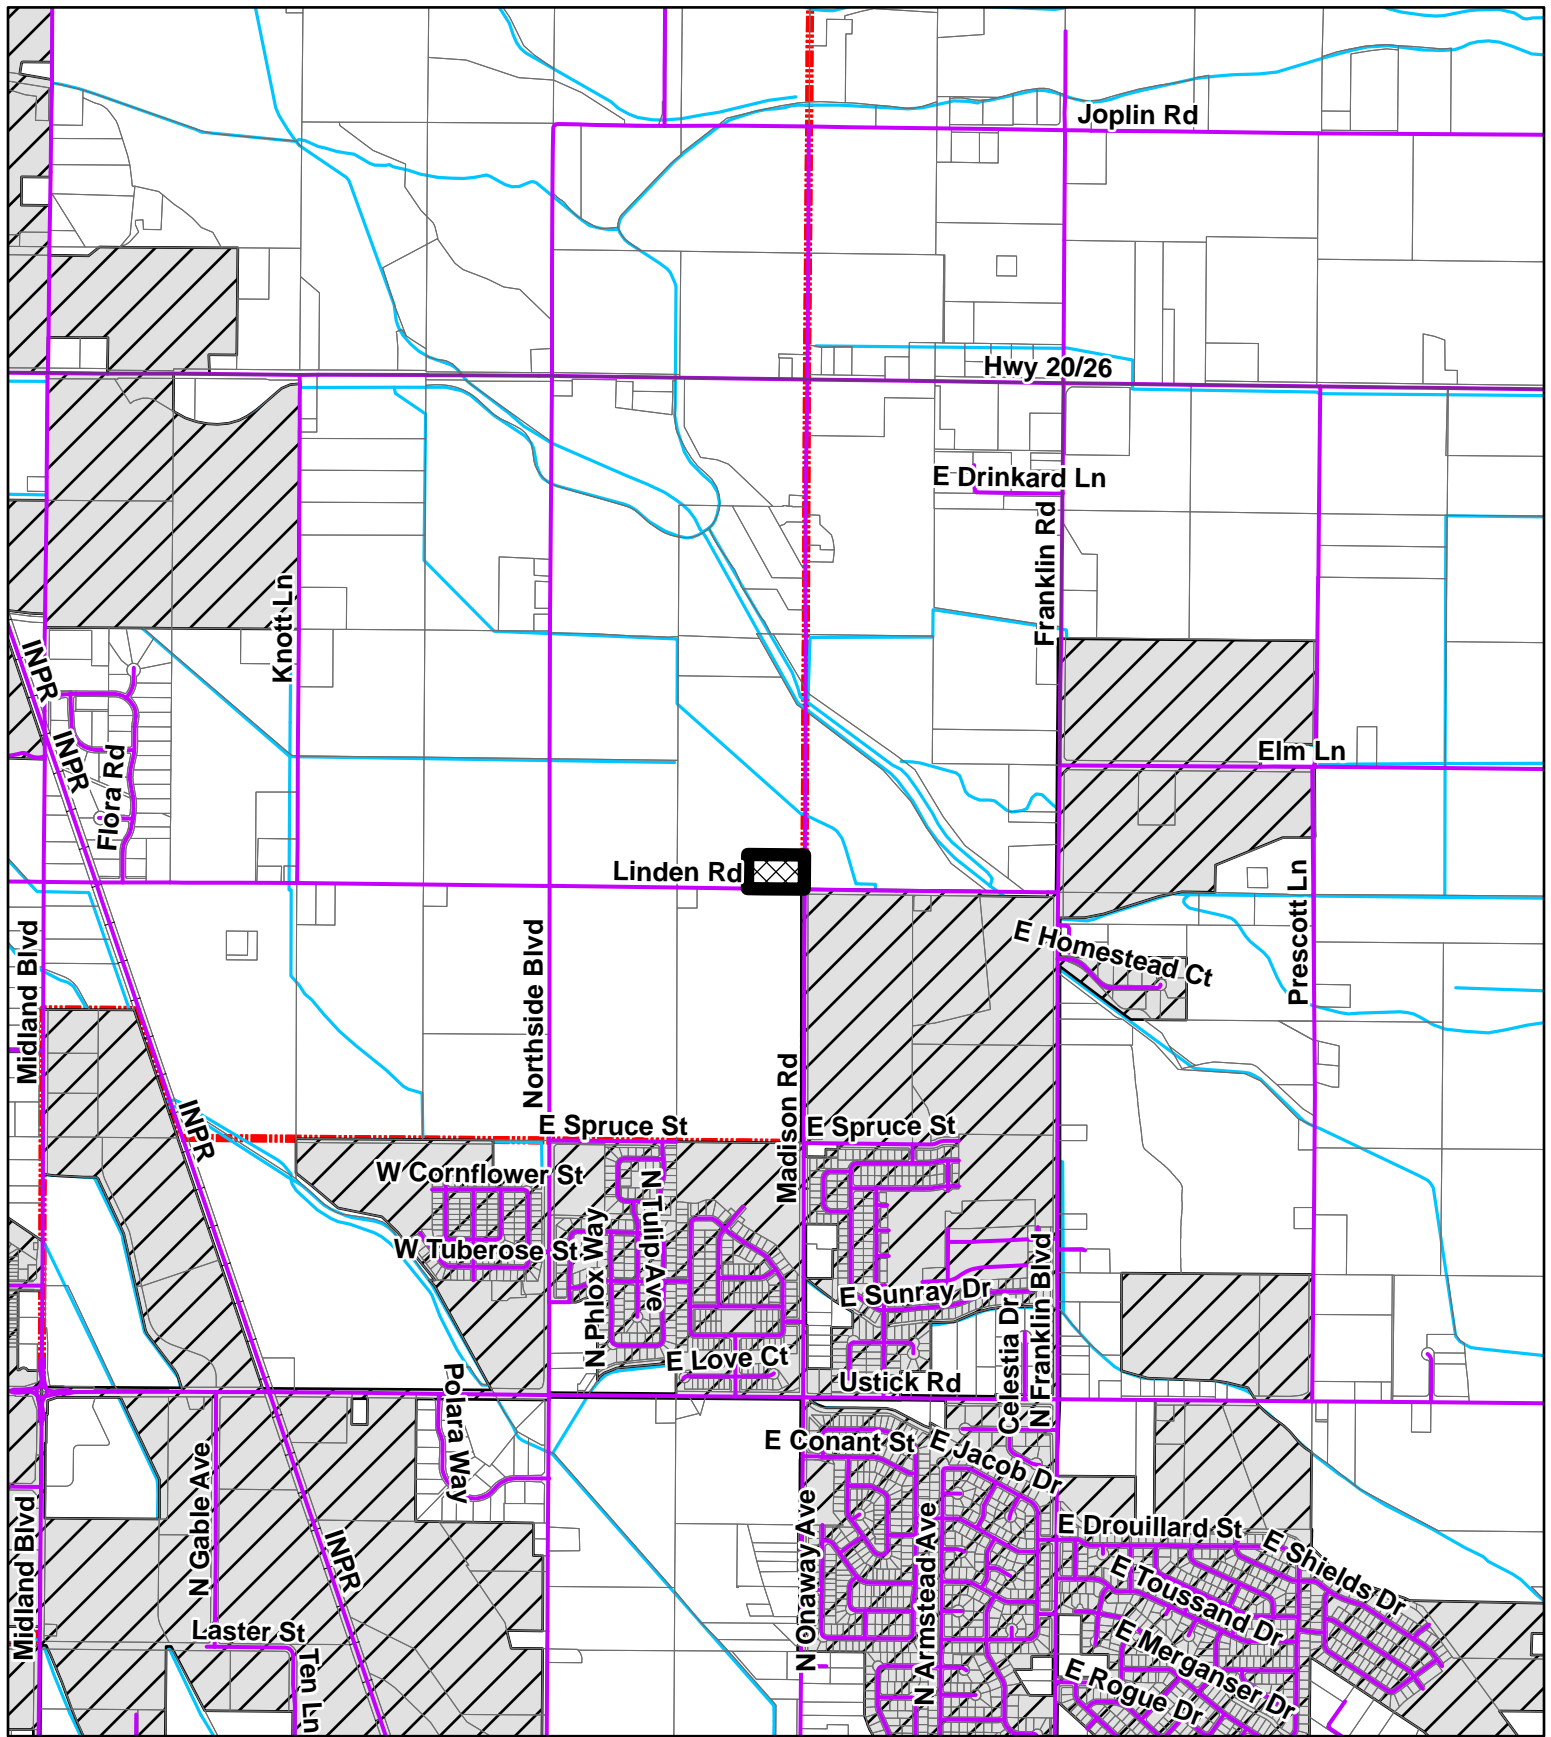 Joplin Rd
Hwy 20/26
E Drinkard Ln
Franklin Rd
Knott Ln
INPR
INPR
Flora Rd
Elm Ln
Linden Rd
Prescott Ln
E Homestead Ct
Midland Blvd
Northside Blvd
Madison Rd
INPR
E Spruce St
E Spruce St
W Cornflower St
N Tulip Ave
W Tuberose St
N Phlox Way
E Sunray Dr
N Franklin Blvd
Celestia Dr
E Love Ct
Ustick Rd
Polara Way
E Conant St
E Jacob Dr
N Gable Ave
Midland Blvd
INPR
N Onaway Ave
N Armstead Ave
E Drouillard St
E Shields Dr
E Toussand Dr
E Merganser Dr
E Rogue Dr
Laster St
Ten Ln